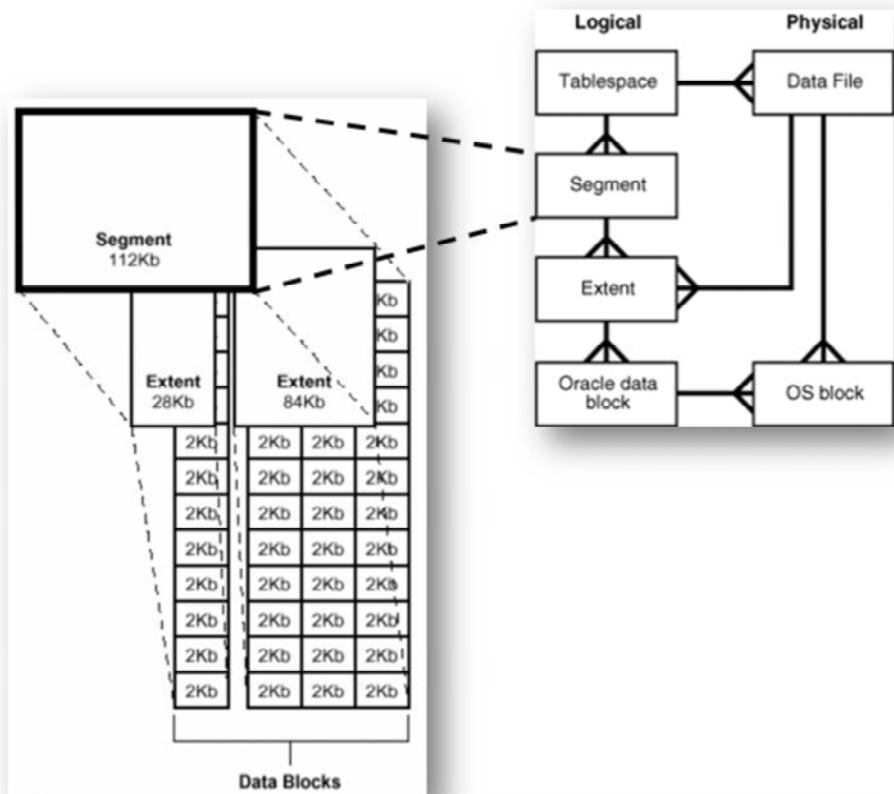 Logical Physical
Tablespace Data File
Segment
Extent
Oracle data
block OS block
Segment
112Kb
Kb
Kb
Kb
Kb
Extent Extent
28Kb 84Kb
2Kb 2Kb 2Kb 2Kb
2Kb 2Kb 2Kb 2Kb
2Kb 2Kb 2Kb 2Kb
2Kb 2Kb 2Kb 2Kb
2Kb 2Kb 2Kb 2Kb
2Kb 2Kb 2Kb 2Kb
2Kb 2Kb 2Kb 2Kb
2Kb 2Kb 2Kb 2Kb
Data Blocks